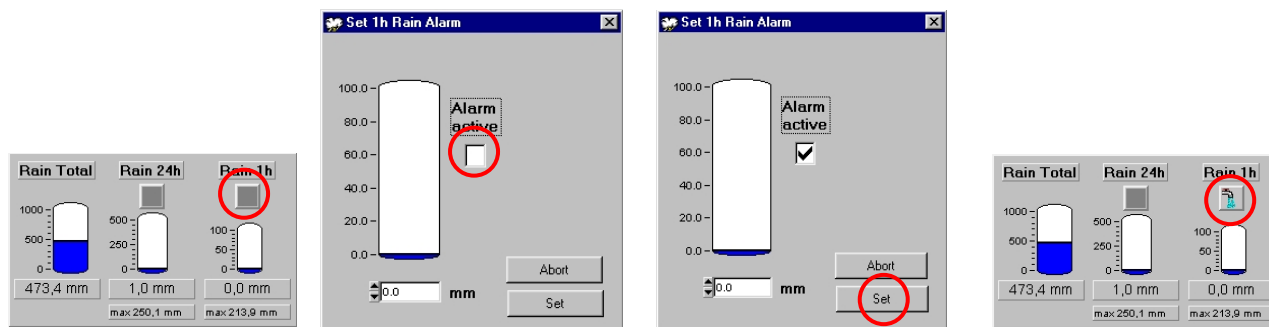 Rain Total Rain 24h Rain 1h
1000
500
0
500
250
0
100
50
0
473,4 mm 1,0 mm 0,0 mm
max 250,1 mm max 213,9 mm
Set 1h Rain Alarm
100.0
80.0
60.0
40.0
20.0
0.0
Alarm
active
0.0 mm
Abort
Set
Set 1h Rain Alarm
100.0
80.0
60.0
40.0
20.0
0.0
Alarm
active
0.0 mm
Abort
Set
Rain Total Rain 24h Rain 1h
1000
500
0
500
250
0
100
50
0
473,4 mm 1,0 mm 0,0 mm
max 250,1 mm max 213,9 mm